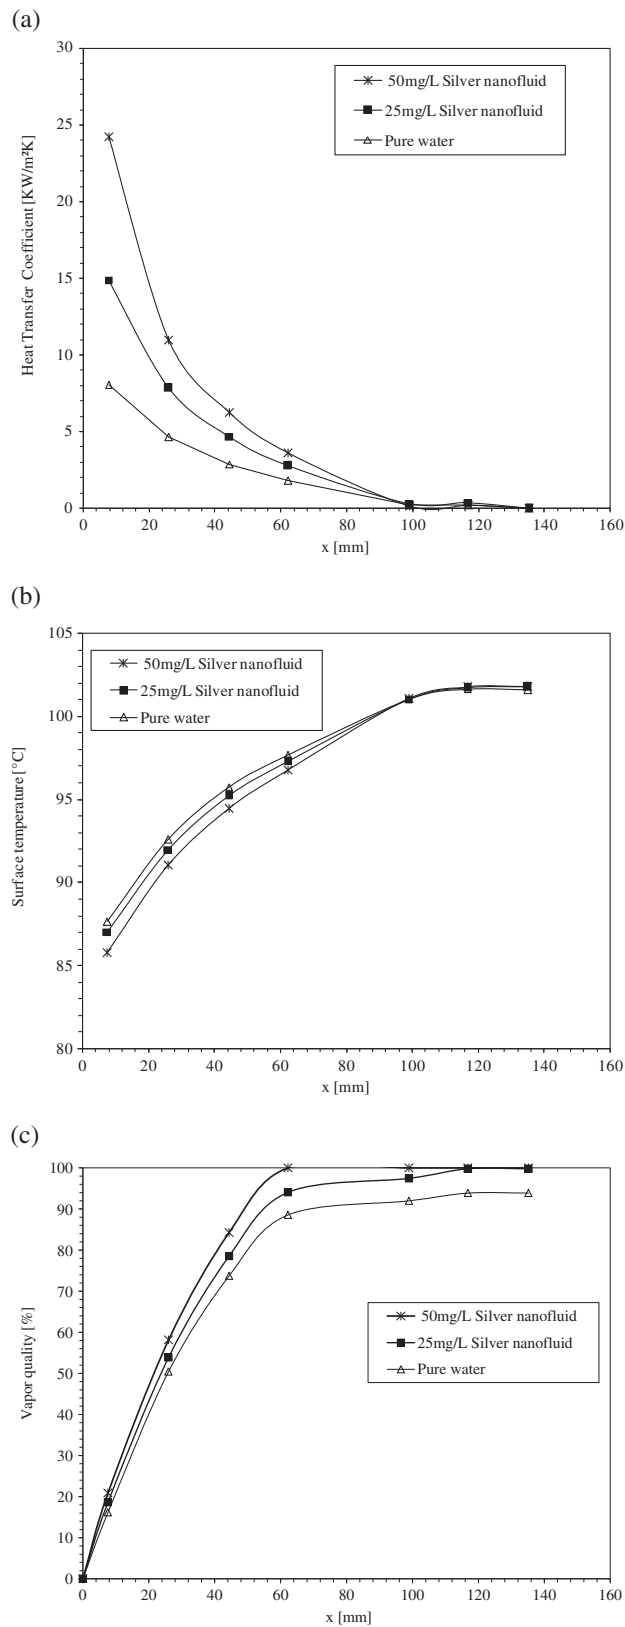 (a)
30
25
20
15
10
5
0
Heat Transfer Coefficient [KW/m²K]
50mg/L Silver nanofluid
25mg/L Silver nanofluid
Pure water
0 20 40 60 80 100 120 140 160
x [mm]
(b)
105
100
95
90
85
80
Surface temperature [°C]
50mg/L Silver nanofluid
25mg/L Silver nanofluid
Pure water
0 20 40 60 80 100 120 140 160
x [mm]
(c)
100
90
80
70
60
50
40
30
20
10
0
Vapor quality [%]
50mg/L Silver nanofluid
25mg/L Silver nanofluid
Pure water
0 20 40 60 80 100 120 140 160
x [mm]